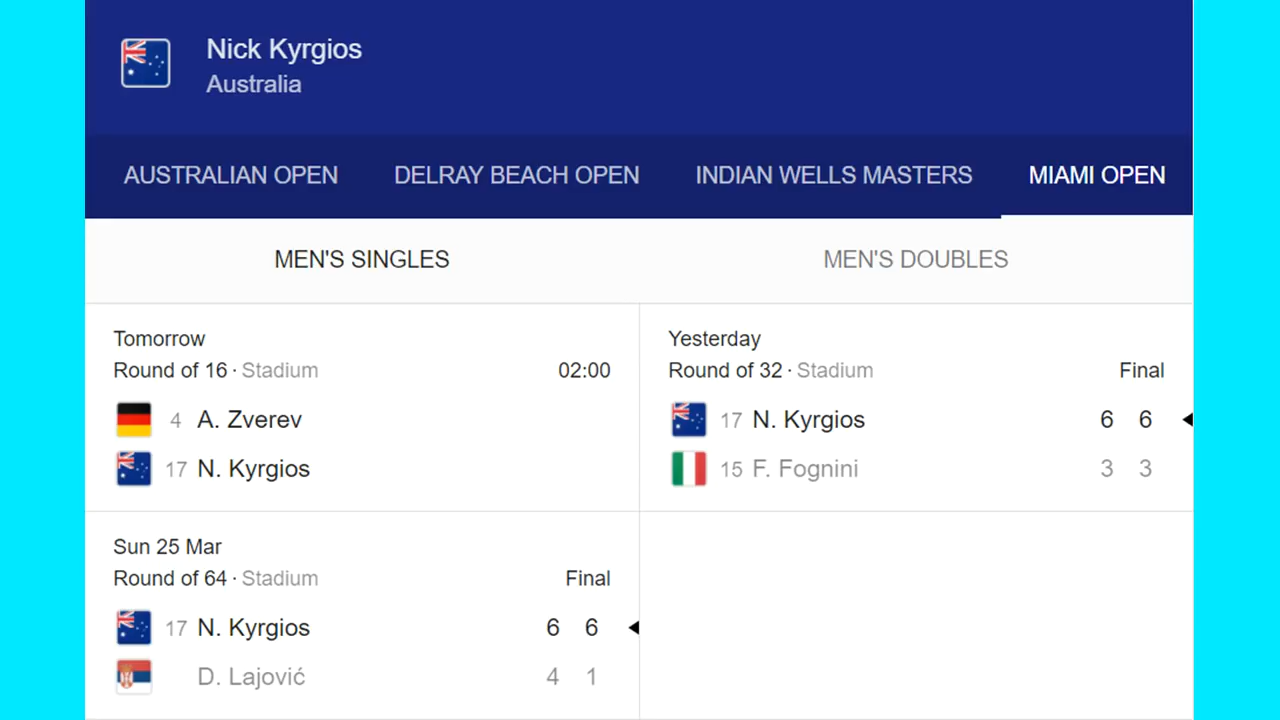 Nick Kyrgios
Australia
AUSTRALIAN OPEN DELRAY BEACH OPEN INDIAN WELLS MASTERS MIAMI OPEN
MEN'S SINGLES MEN'S DOUBLES
Tomorrow
Round of 16 · Stadium 02:00
4 A. Zverev
17 N. Kyrgios
Yesterday
Round of 32 · Stadium Final
17 N. Kyrgios 6 6
15 F. Fognini 3 3
Sun 25 Mar
Round of 64 · Stadium Final
17 N. Kyrgios 6 6
D. Lajović 4 1